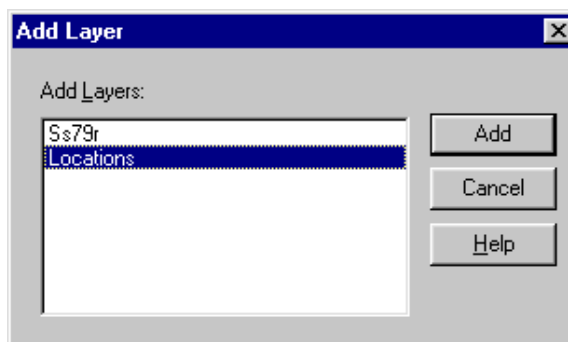 Add Layer
Add Layers:
Ss79r
Locations
Add
Cancel
Help